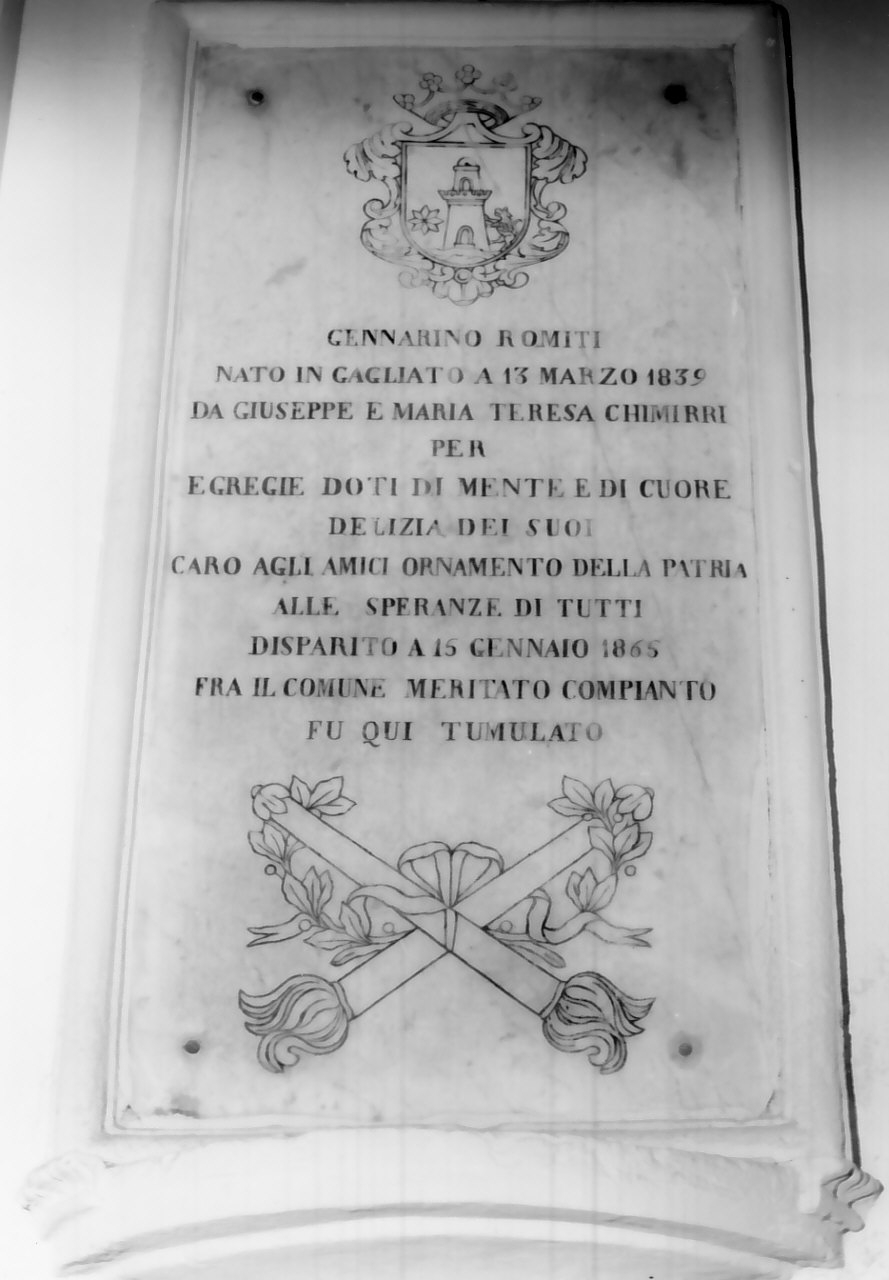 GENNARINO ROMITI
NATO IN GAGLIATO A 13 MARZO 1839
DA GIUSEPPE E MARIA TERESA CHIMIRRI
PER
EGREGIE DOTI DI MENTE E DI CUORE
DELIZIA DEI SUOI
CARO AGLI AMICI ORNAMENTO DELLA PATRIA
ALLE SPERANZE DI TUTTI
DISPARITO A 15 GENNAIO 1865
FRA IL COMUNE MERITATO COMPIANTO
FU QUI TUMULATO